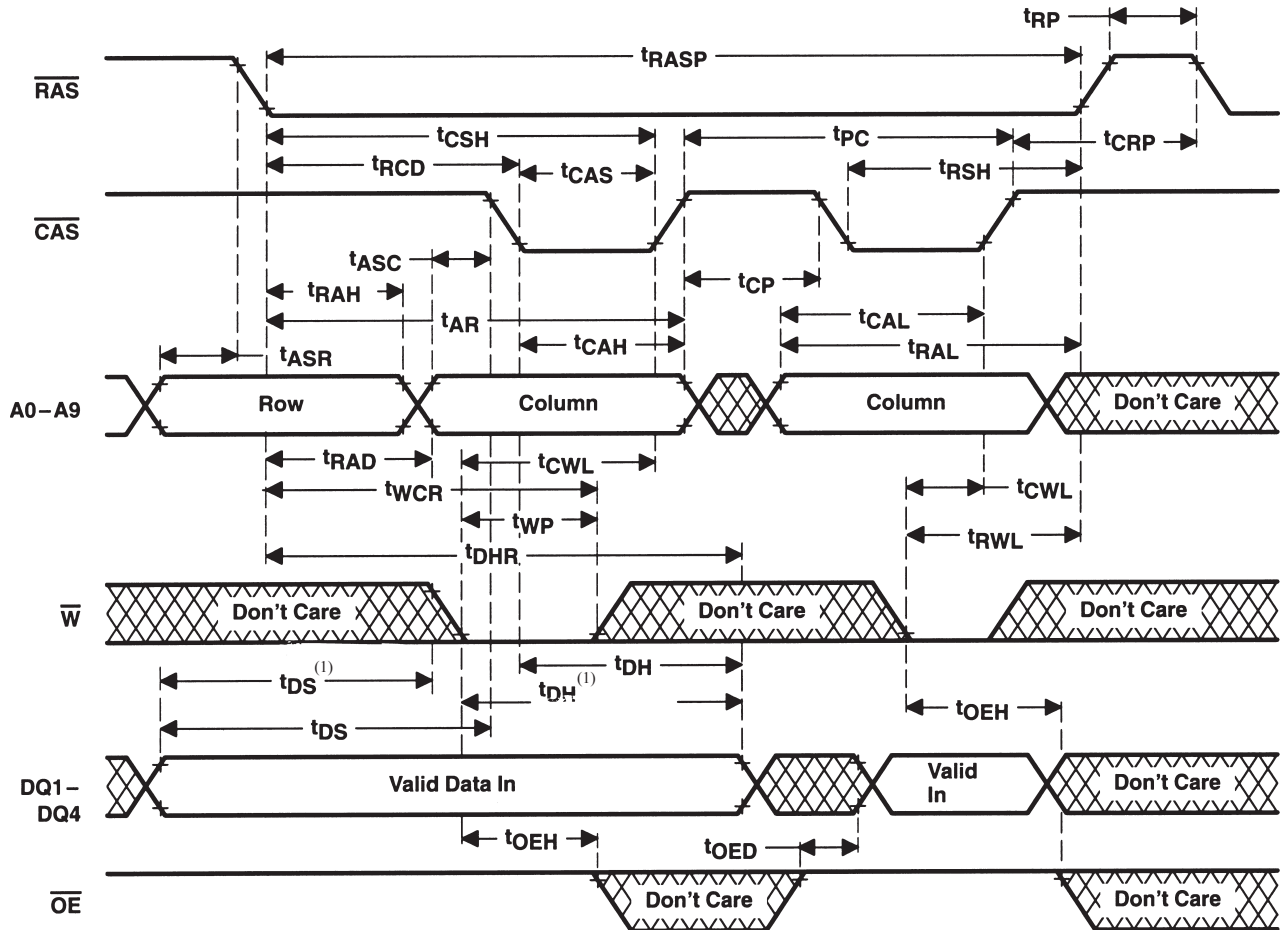 tRP
tRASP
RAS
tCSH
tPC
tRCD
tCAS
tRSH
tCRP
CAS
tASC
tRAH
tCP
tAR
tCAL
tCAH
tRAL
tASR
A0–A9
Row
Column
Column
Don't Care
tRAD
tCWL
tWCR
tCWL
tWP
tRWL
tDHR
W
Don't Care
Don't Care
Don't Care
tDS(1)
tDH
tDH(1)
tOEH
tDS
DQ1–
DQ4
Valid Data In
Valid
In
Don't Care
tOEH
tOED
OE
Don't Care
Don't Care